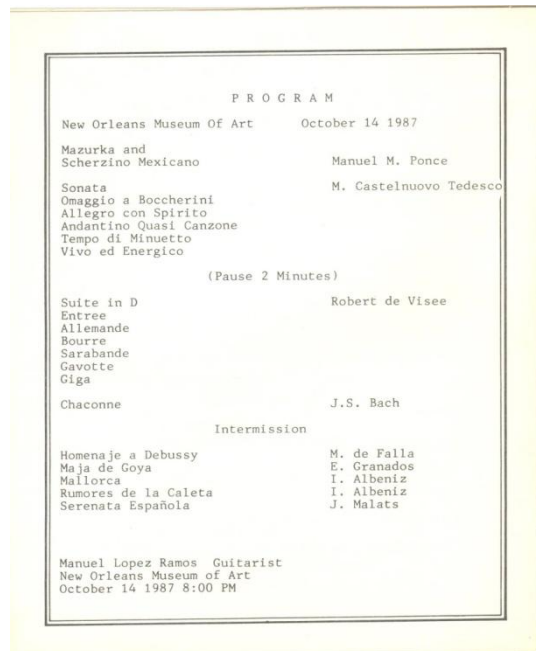 P R O G R A M
New Orleans Museum Of Art October 14 1987
Mazurka and
Scherzino Mexicano Manuel M. Ponce
Sonata M. Castelnuovo Tedesco
Omaggio a Boccherini
Allegro con Spirito
Andantino Quasi Canzone
Tempo di Minuetto
Vivo ed Energico
(Pause 2 Minutes)
Suite in D Robert de Visee
Entree
Allemande
Bourre
Sarabande
Gavotte
Giga
Chaconne J.S. Bach
Intermission
Homenaje a Debussy M. de Falla
Maja de Goya E. Granados
Mallorca I. Albeniz
Rumores de la Caleta I. Albeniz
Serenata Española J. Malats
Manuel Lopez Ramos Guitarist
New Orleans Museum of Art
October 14 1987 8:00 PM